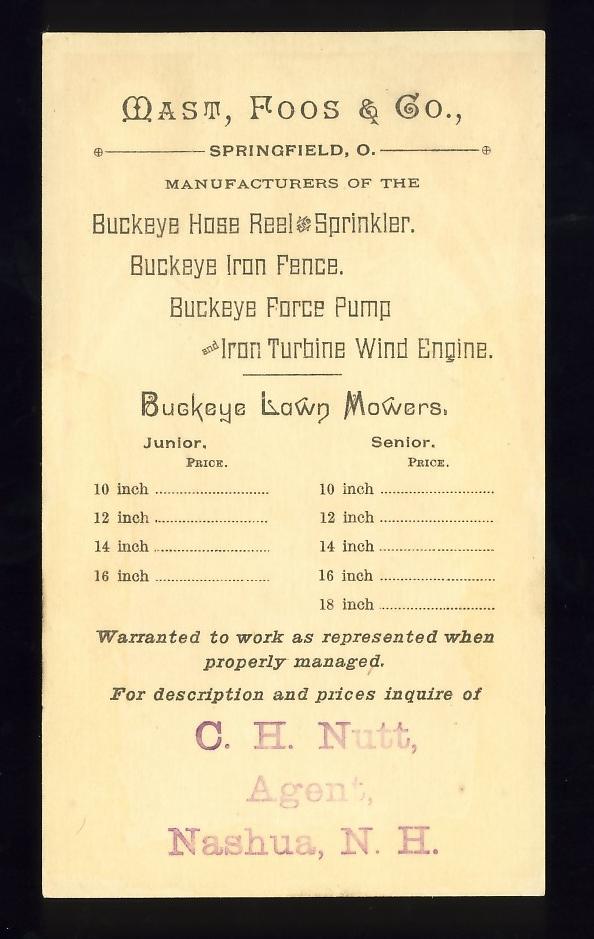 MAST, FOOS & CO.,
SPRINGFIELD, O.
MANUFACTURERS OF THE
Buckeye Hose Reel and Sprinkler.
Buckeye Iron Fence.
Buckeye Force Pump
and Iron Turbine Wind Engine.
Buckeye Lawn Mowers.
Junior. Senior.
PRICE. PRICE.
10 inch ............................ 10 inch ............................
12 inch ............................ 12 inch ............................
14 inch ............................ 14 inch ............................
16 inch ............................ 16 inch ............................
18 inch ............................
Warranted to work as represented when
properly managed.
For description and prices inquire of
C. H. Nutt,
Agent,
Nashua, N. H.